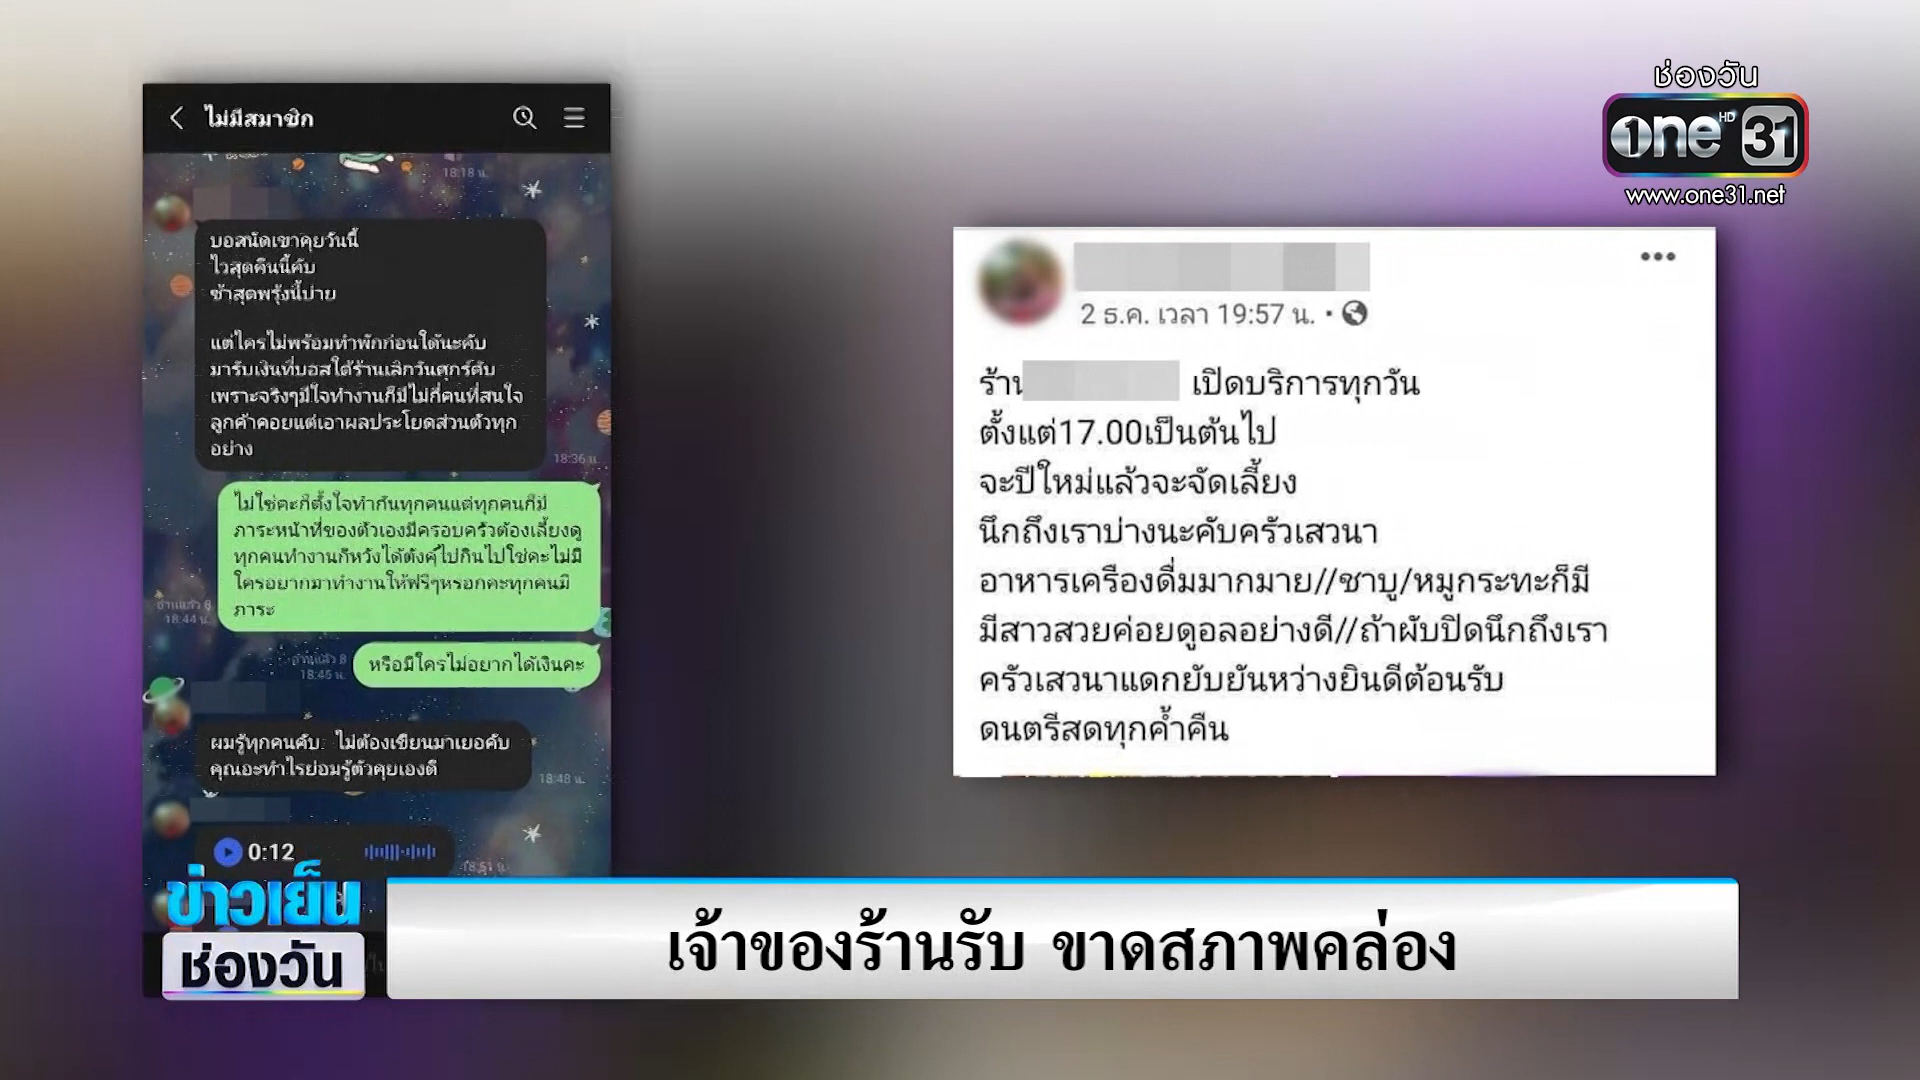 ช่องวัน
one HD 31
www.one31.net
ไม่มีสมาชิก
18:18 น.
บอสนัดเขาคุยวันนี้
ไวสุดคืนนี้คับ
ช้าสุดพรุ้งนี้บ่าย
แต่ใครไม่พร้อมทำพักก่อนได้นะคับ
มารับเงินที่บอสใต้ร้านเลิกวันศุกร์คับ
เพราะจริงๆมีใจทำงานก็มีไม่กี่คนที่สนใจ
ลูกค้าคอยแต่เอาผลประโยดส่วนตัวทุก
อย่าง
18:36 น.
ไม่ใช่คะก็ตั้งใจทำกันทุกคนแต่ทุกคนก็มี
ภาระหน้าที่ของตัวเองมีครอบครัวต้องเลี้ยงดู
ทุกคนทำงานก็หวังได้ตังค์ไปกินไปใช่คะไม่มี
ใครอยากมาทำงานให้ฟรีๆหรอกคะทุกคนมี
ภาระ
อ่านแล้ว 8
18:44 น.
หรือมีใครไม่อยากได้เงินคะ
อ่านแล้ว 8
18:45 น.
ผมรู้ทุกคนคับ ไม่ต้องเขียนมาเยอคับ
คุณอะทำไรย่อมรู้ตัวคุยเองดี
18:48 น.
0:12
18:51 น.
2 ธ.ค. เวลา 19:57 น.
ร้าน เปิดบริการทุกวัน
ตั้งแต่17.00เป็นต้นไป
จะปีใหม่แล้วจะจัดเลี้ยง
นึกถึงเราบ่างนะคับครัวเสวนา
อาหารเครืองดื่มมากมาย//ชาบู/หมูกระทะก็มี
มีสาวสวยค่อยดูอลอย่างดี//ถ้าผับปิดนึกถึงเรา
ครัวเสวนาแดกยับยันหว่างยินดีต้อนรับ
ดนตรีสดทุกค้ำคืน
ข่าวเย็น
ช่องวัน
เจ้าของร้านรับ ขาดสภาพคล่อง